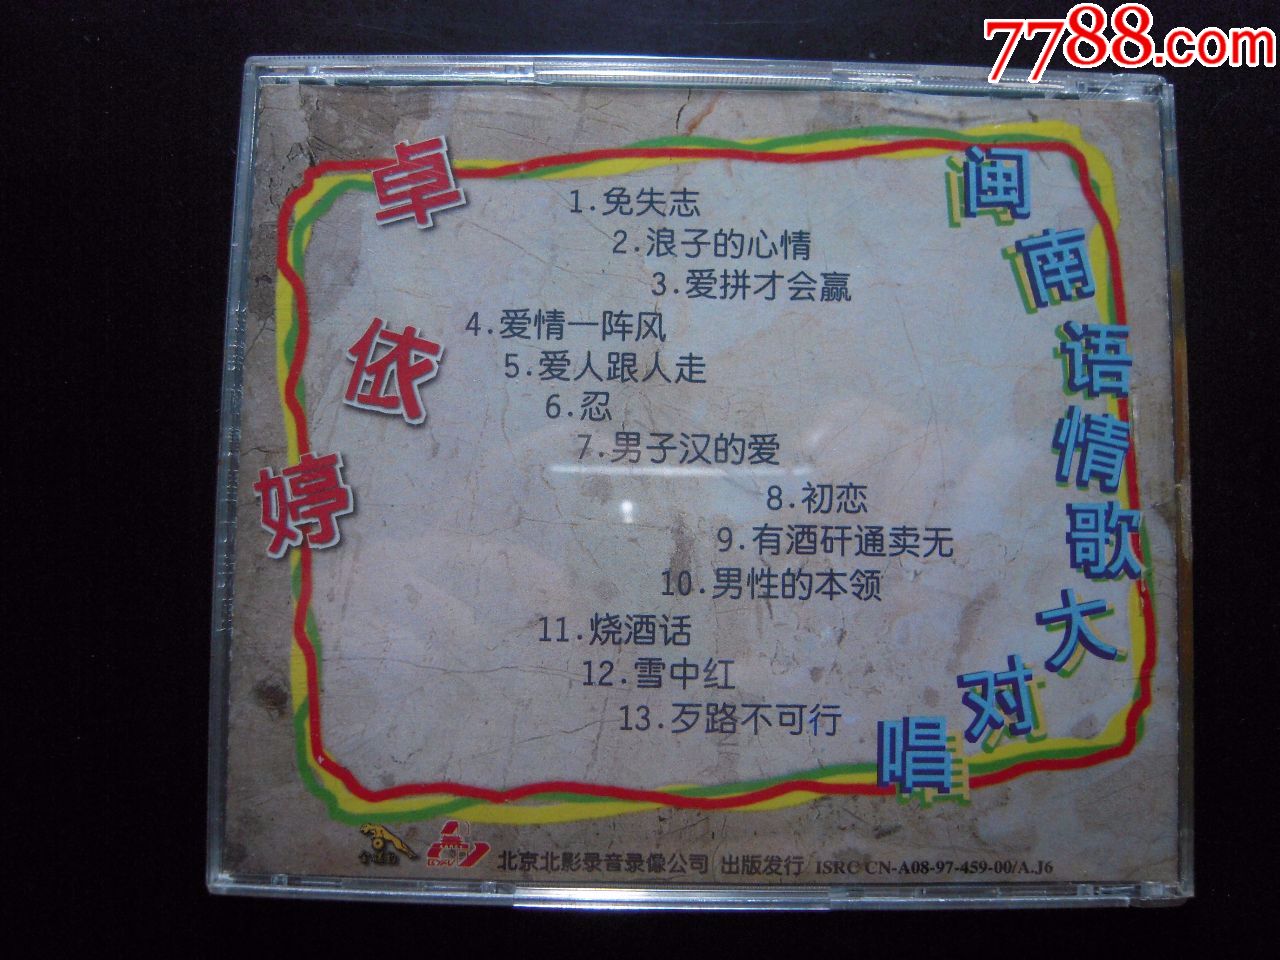 7788.com
卓依婷
闽南语情歌大对唱
1.免失志
2.浪子的心情
3.爱拼才会赢
4.爱情一阵风
5.爱人跟人走
6.忍
7.男子汉的爱
8.初恋
9.有酒矸通卖无
10.男性的本领
11.烧酒话
12.雪中红
13.歹路不可行
北京北影录音录像公司 出版发行 ISRC CN-A08-97-459-00/A.J6